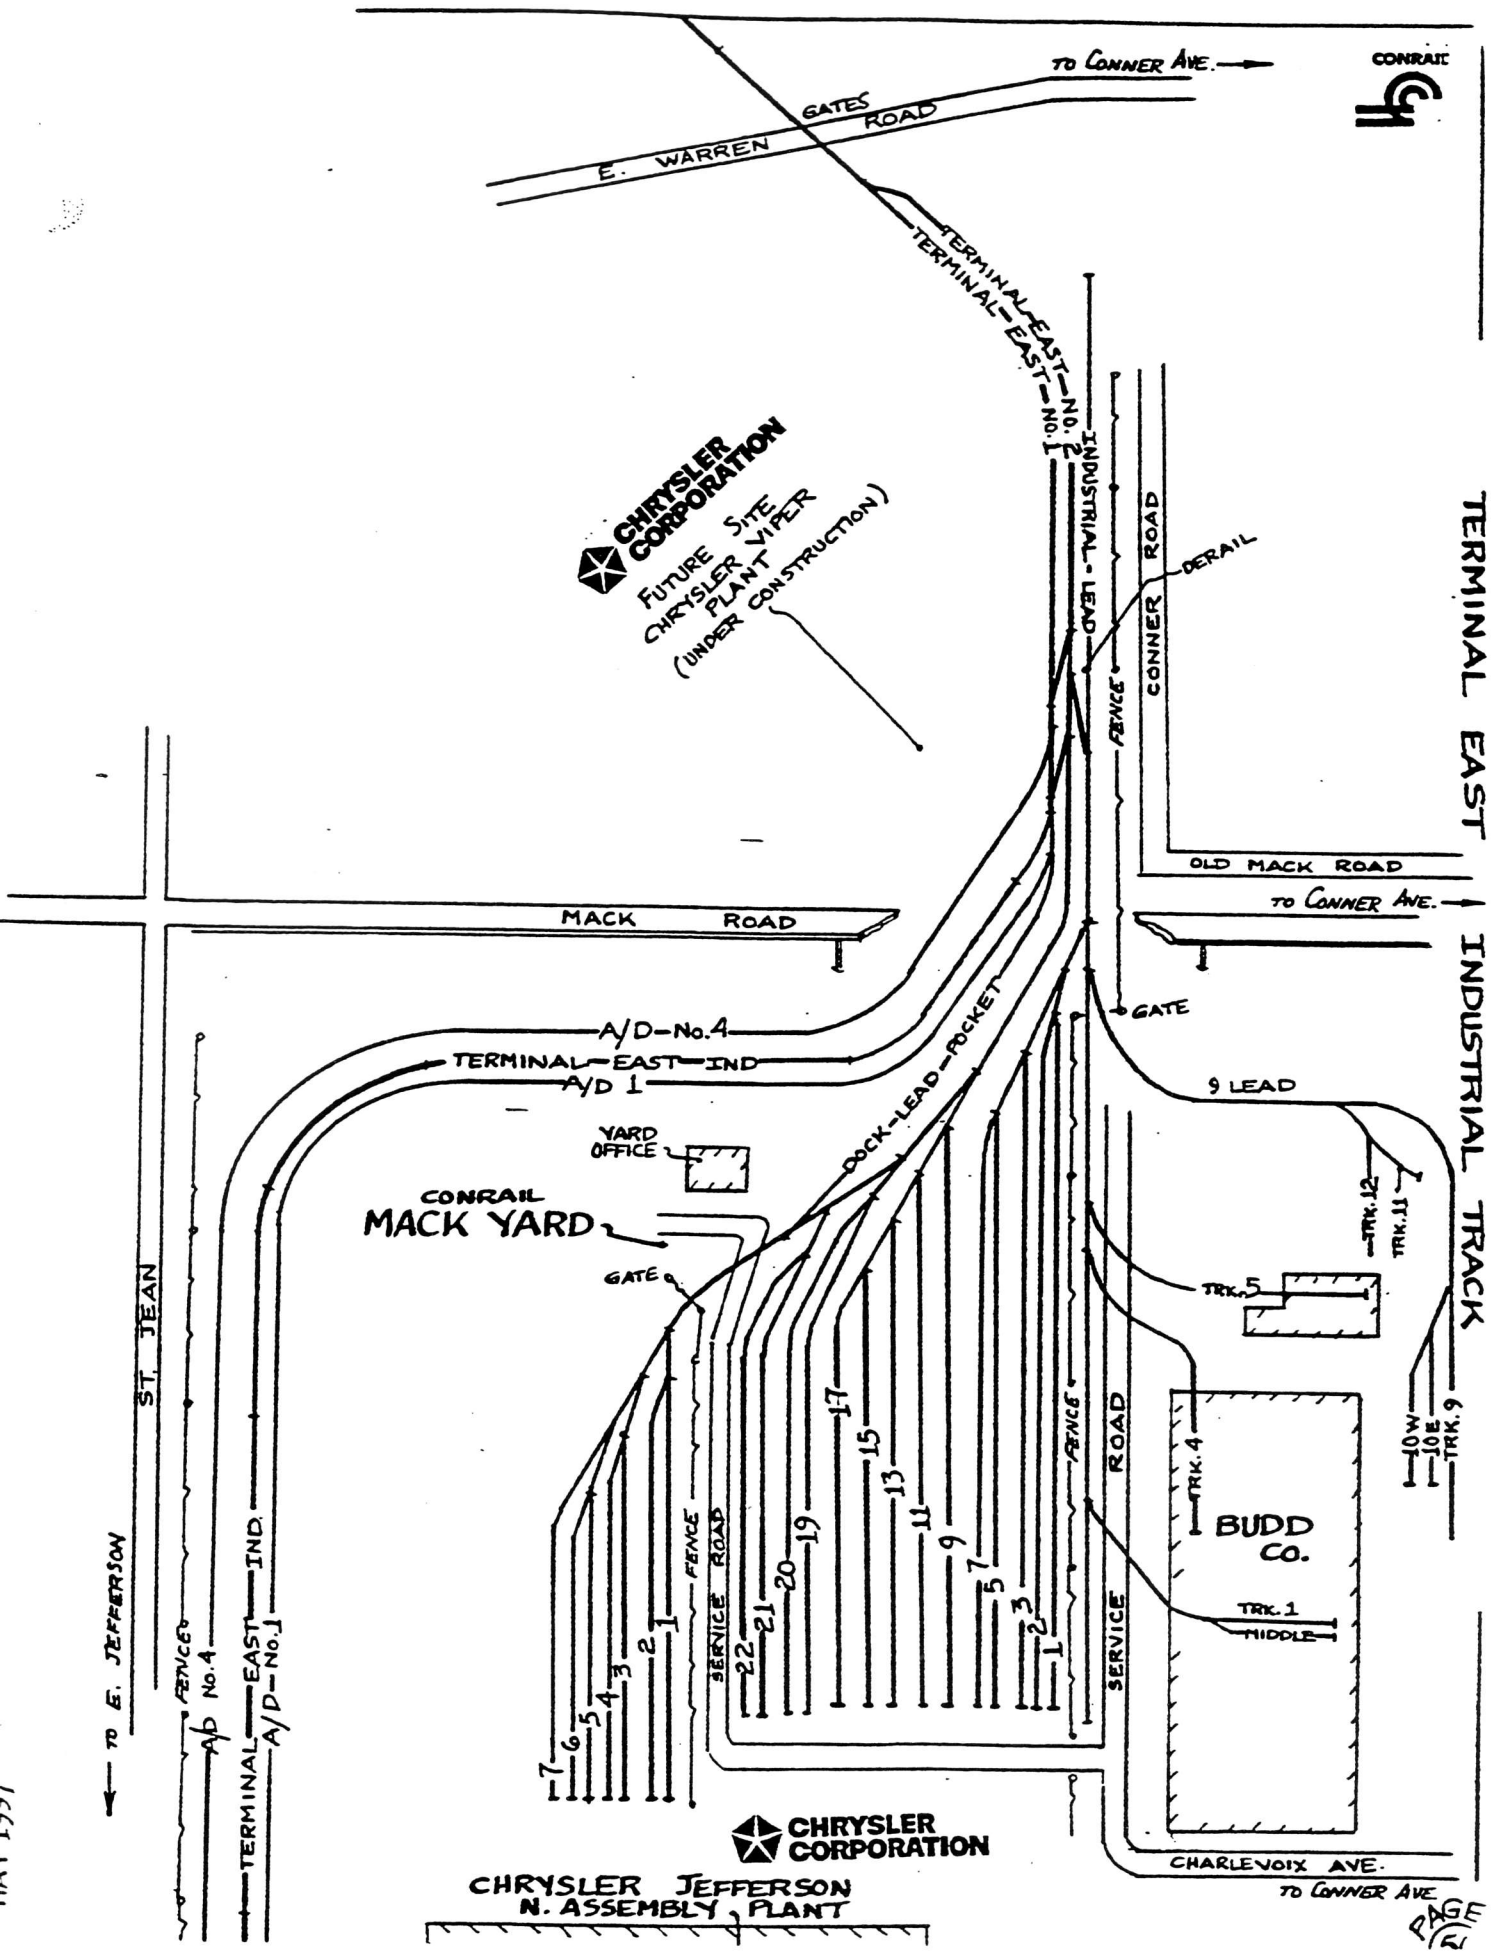 TO CONNER AVE.
CONRAIL
GATES
ROAD
E. WARREN
TERMINAL-EAST-NO. 2
TERMINAL-EAST-NO. 1
INDUSTRIAL-LEAD
TERMINAL EAST INDUSTRIAL TRACK
CHRYSLER
CORPORATION
FUTURE SITE
CHRYSLER VIPER
PLANT
(UNDER CONSTRUCTION)
CONNER ROAD
DERAIL
FENCE
OLD MACK ROAD
TO CONNER AVE.
MACK ROAD
GATE
A/D-No.4
TERMINAL-EAST-IND
A/D 1
DOCK-LEAD-POCKET
9 LEAD
YARD
OFFICE
CONRAIL
MACK YARD
GATE
TRK.12
TRK.11
TRK.5
ST. JEAN
10W
10E
TRK.9
TRK.4
FENCE
SERVICE ROAD
BUDD
CO.
TRK.1
MIDDLE
17
15
13
11
9
7
5
3
2
1
19
20
21
22
SERVICE ROAD
FENCE
1
2
3
4
5
6
7
TO E. JEFFERSON
FENCE
A/D No.4
TERMINAL-EAST-IND.
A/D-No.1
CHRYSLER
CORPORATION
CHRYSLER JEFFERSON
N. ASSEMBLY PLANT
CHARLEVOIX AVE.
TO CONNER AVE
PAGE